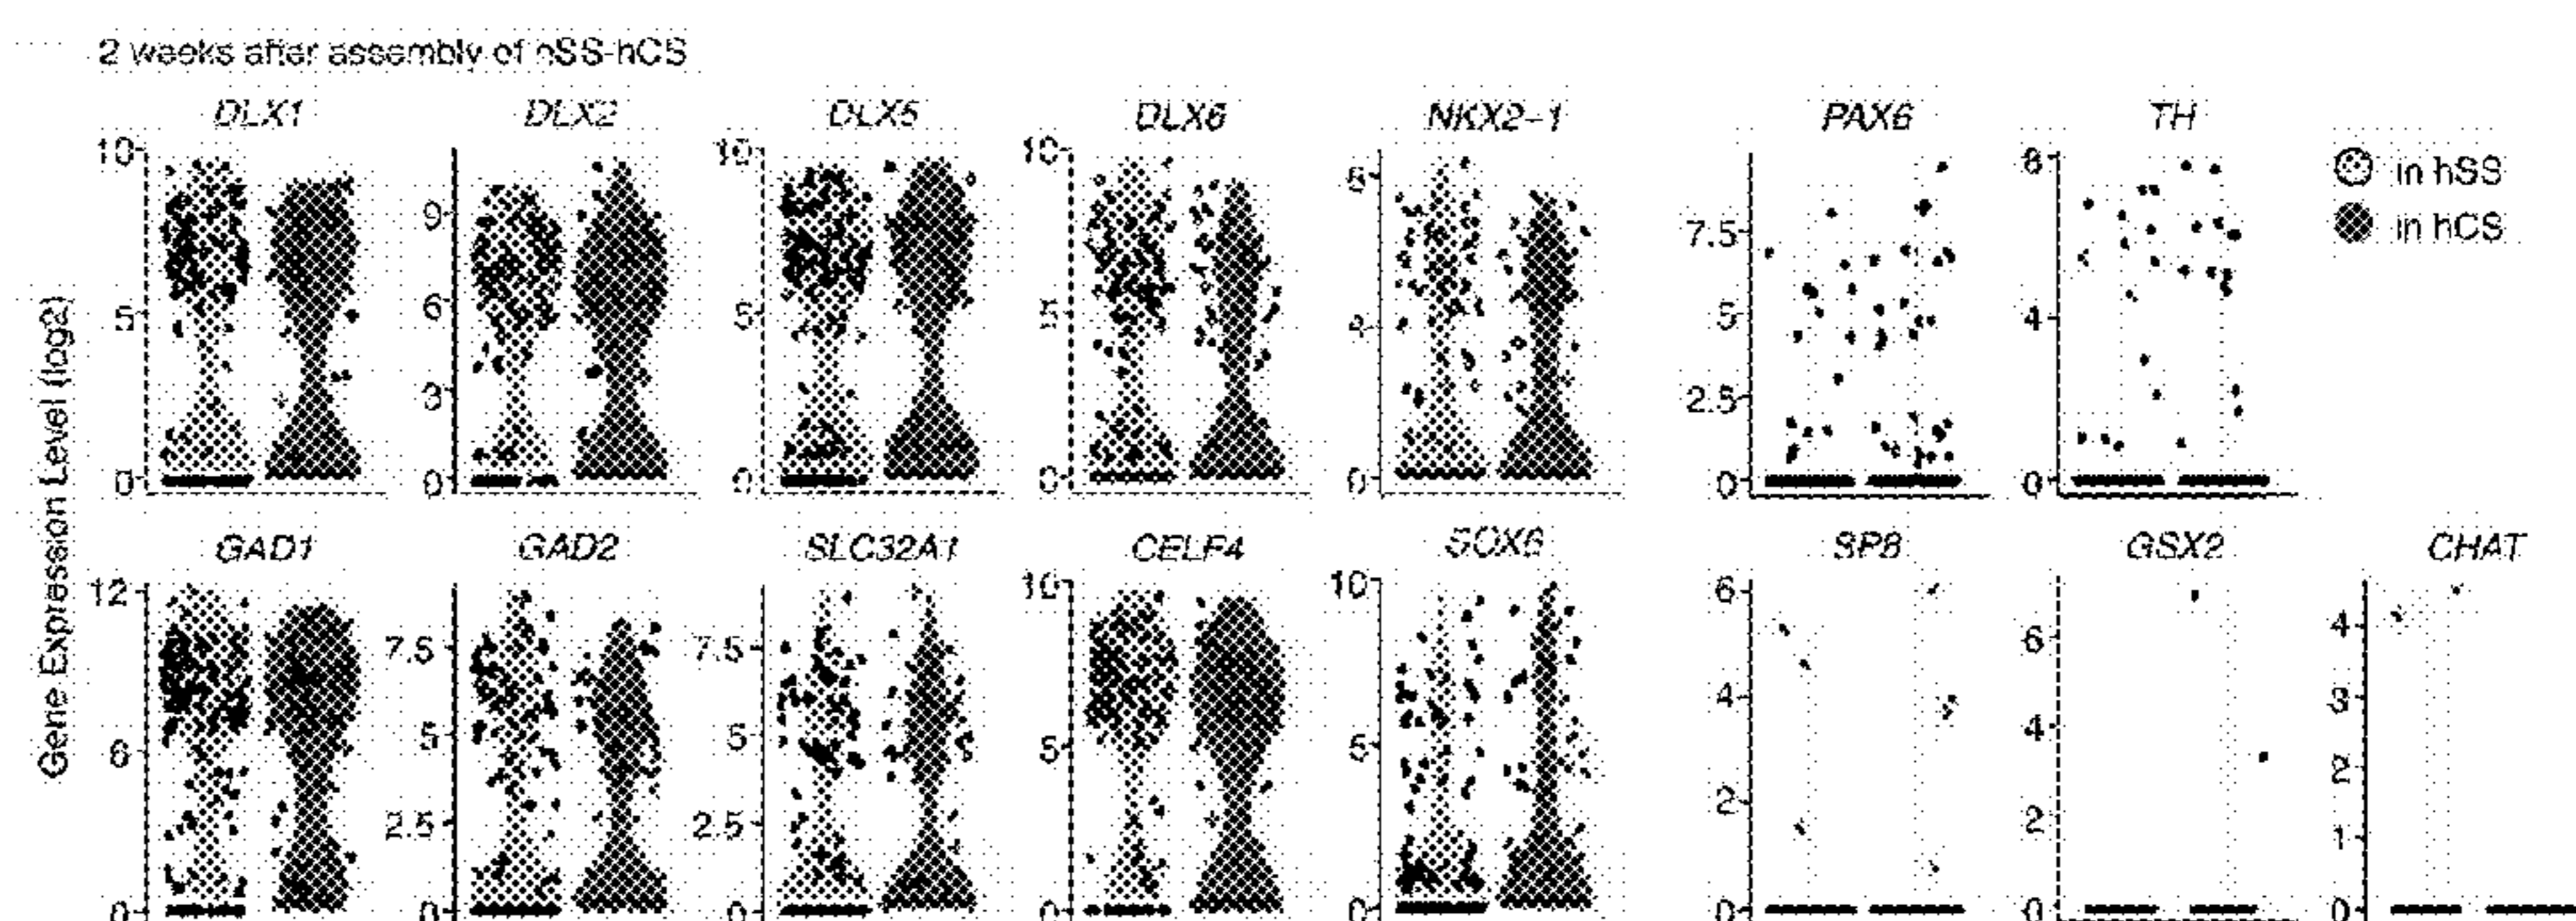 2 weeks after assembly of hSS-hCS
DLX1 DLX2 DLX5 DLX6 NKX2-1 PAX6 TH
10 5 0
9 6 3 0
10 5 0
10 5 0
8 4 0
7.5 5 2.5 0
8 4 0
in hSS
in hCS
Gene Expression Level (log2)
GAD1 GAD2 SLC32A1 CELF4 SOX6 SP8 GSX2 CHAT
12 6 0
7.5 5 2.5 0
7.5 5 2.5 0
10 5 0
10 5 0
6 4 2 0
6 4 2 0
4 3 2 1 0